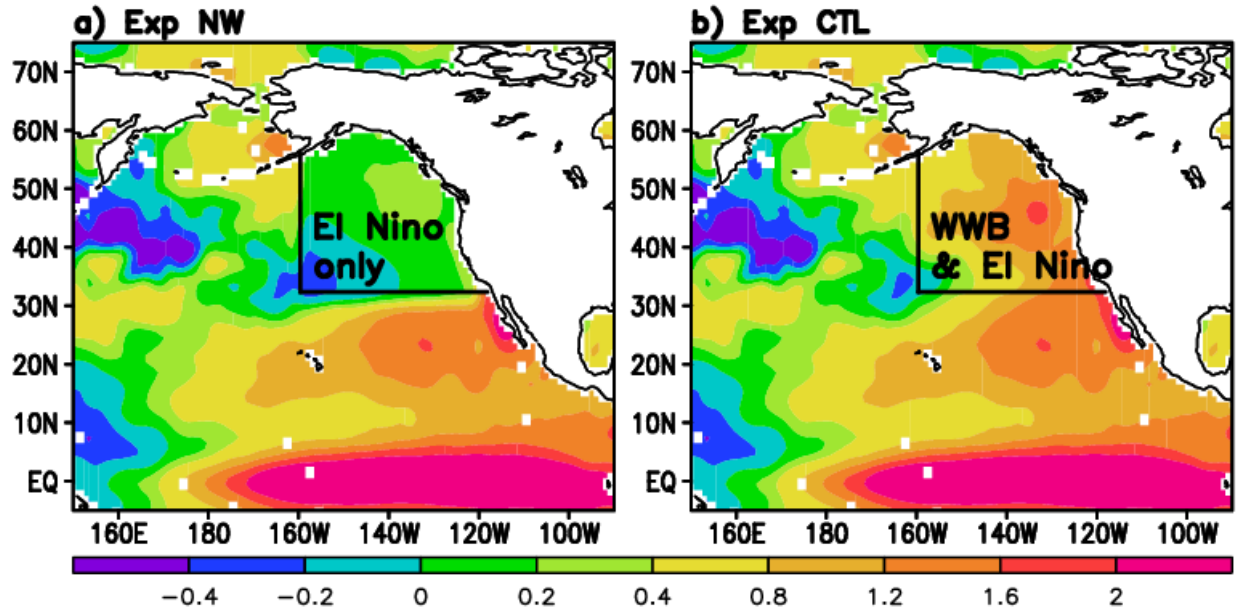 a) Exp NW
b) Exp CTL
70N
60N
50N
40N
30N
20N
10N
EQ
El Nino
only
160E 180 160W 140W 120W 100W
70N
60N
50N
40N
30N
20N
10N
EQ
WWB
& El Nino
160E 180 160W 140W 120W 100W
−0.4 −0.2 0 0.2 0.4 0.8 1.2 1.6 2